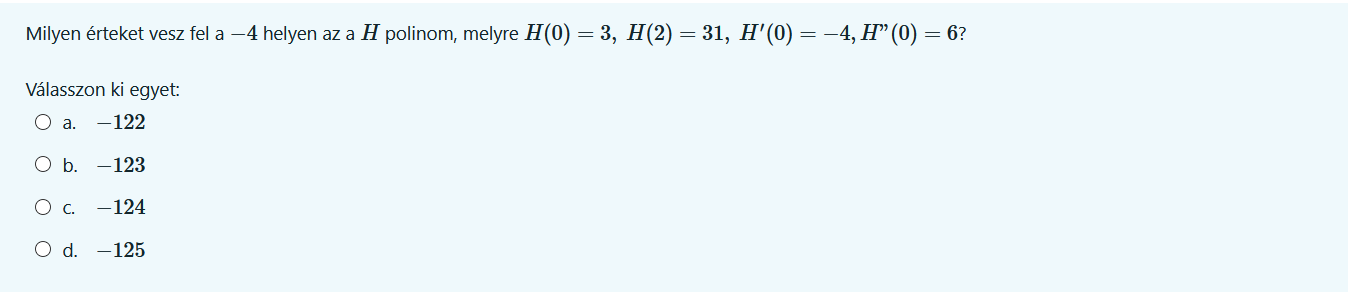 Milyen érteket vesz fel a −4 helyen az a H polinom, melyre H(0) = 3, H(2) = 31, H′(0) = −4, H”(0) = 6?
Válasszon ki egyet:
a. −122
b. −123
c. −124
d. −125